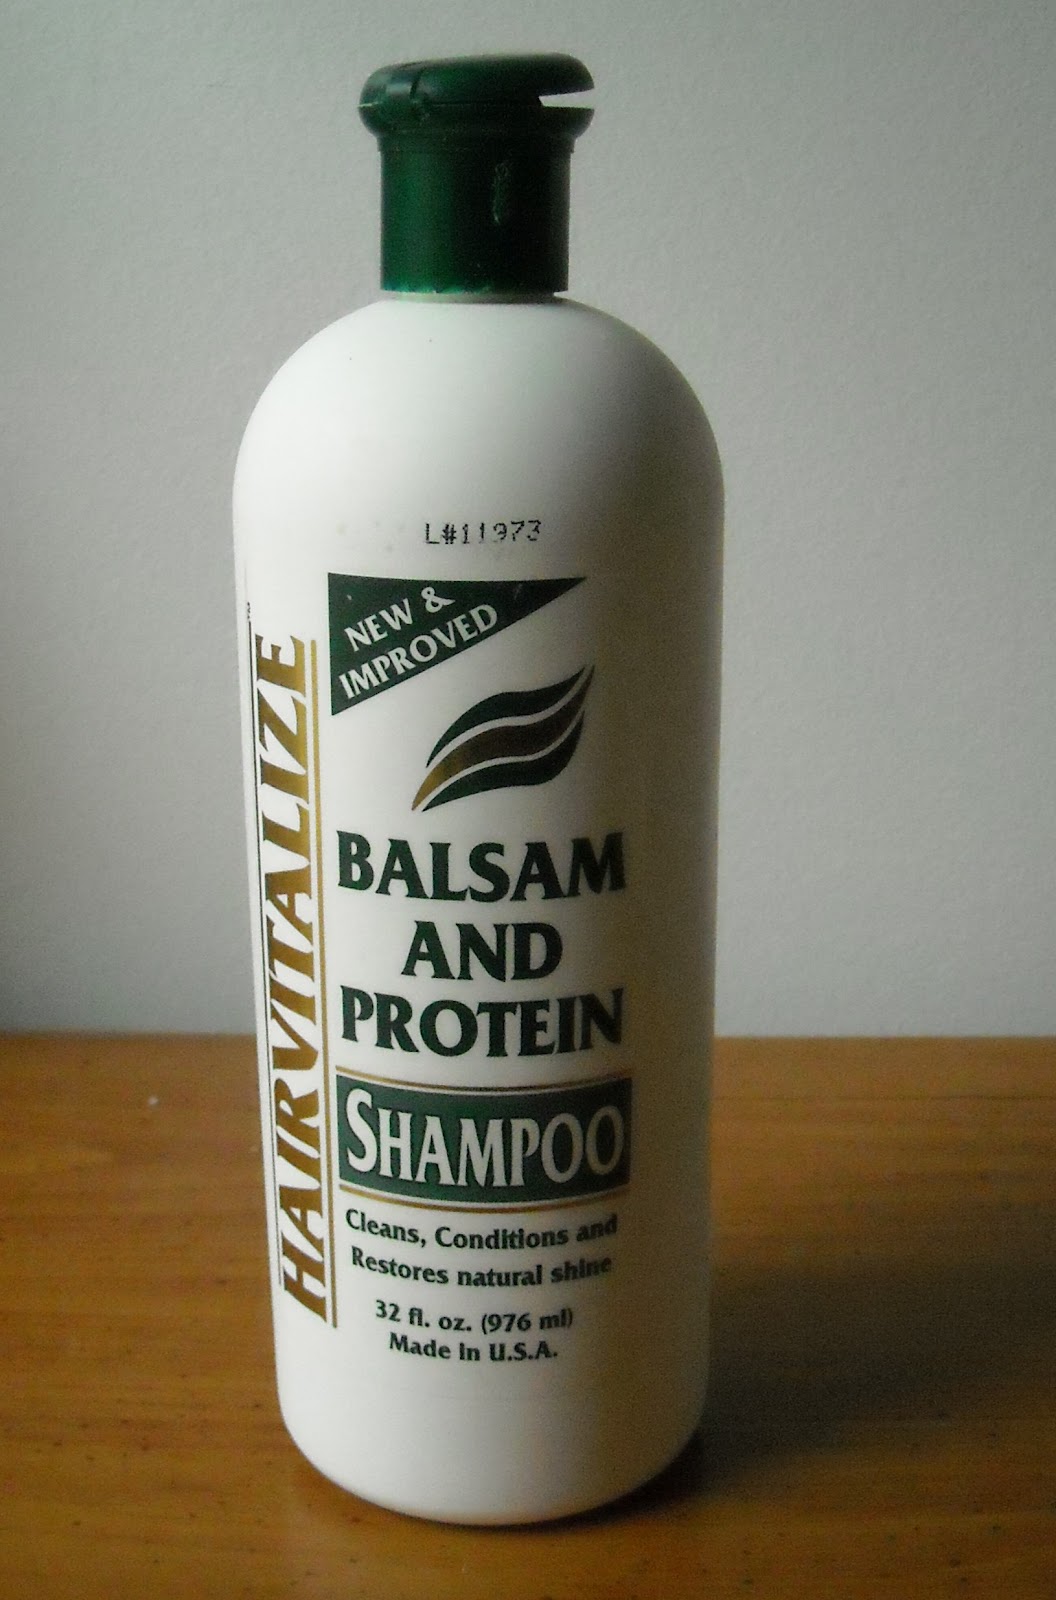 L#11973
NEW &
IMPROVED
HAIRVITALIZE™
BALSAM
AND
PROTEIN
SHAMPOO
Cleans, Conditions and
Restores natural shine
32 fl. oz. (976 ml)
Made in U.S.A.